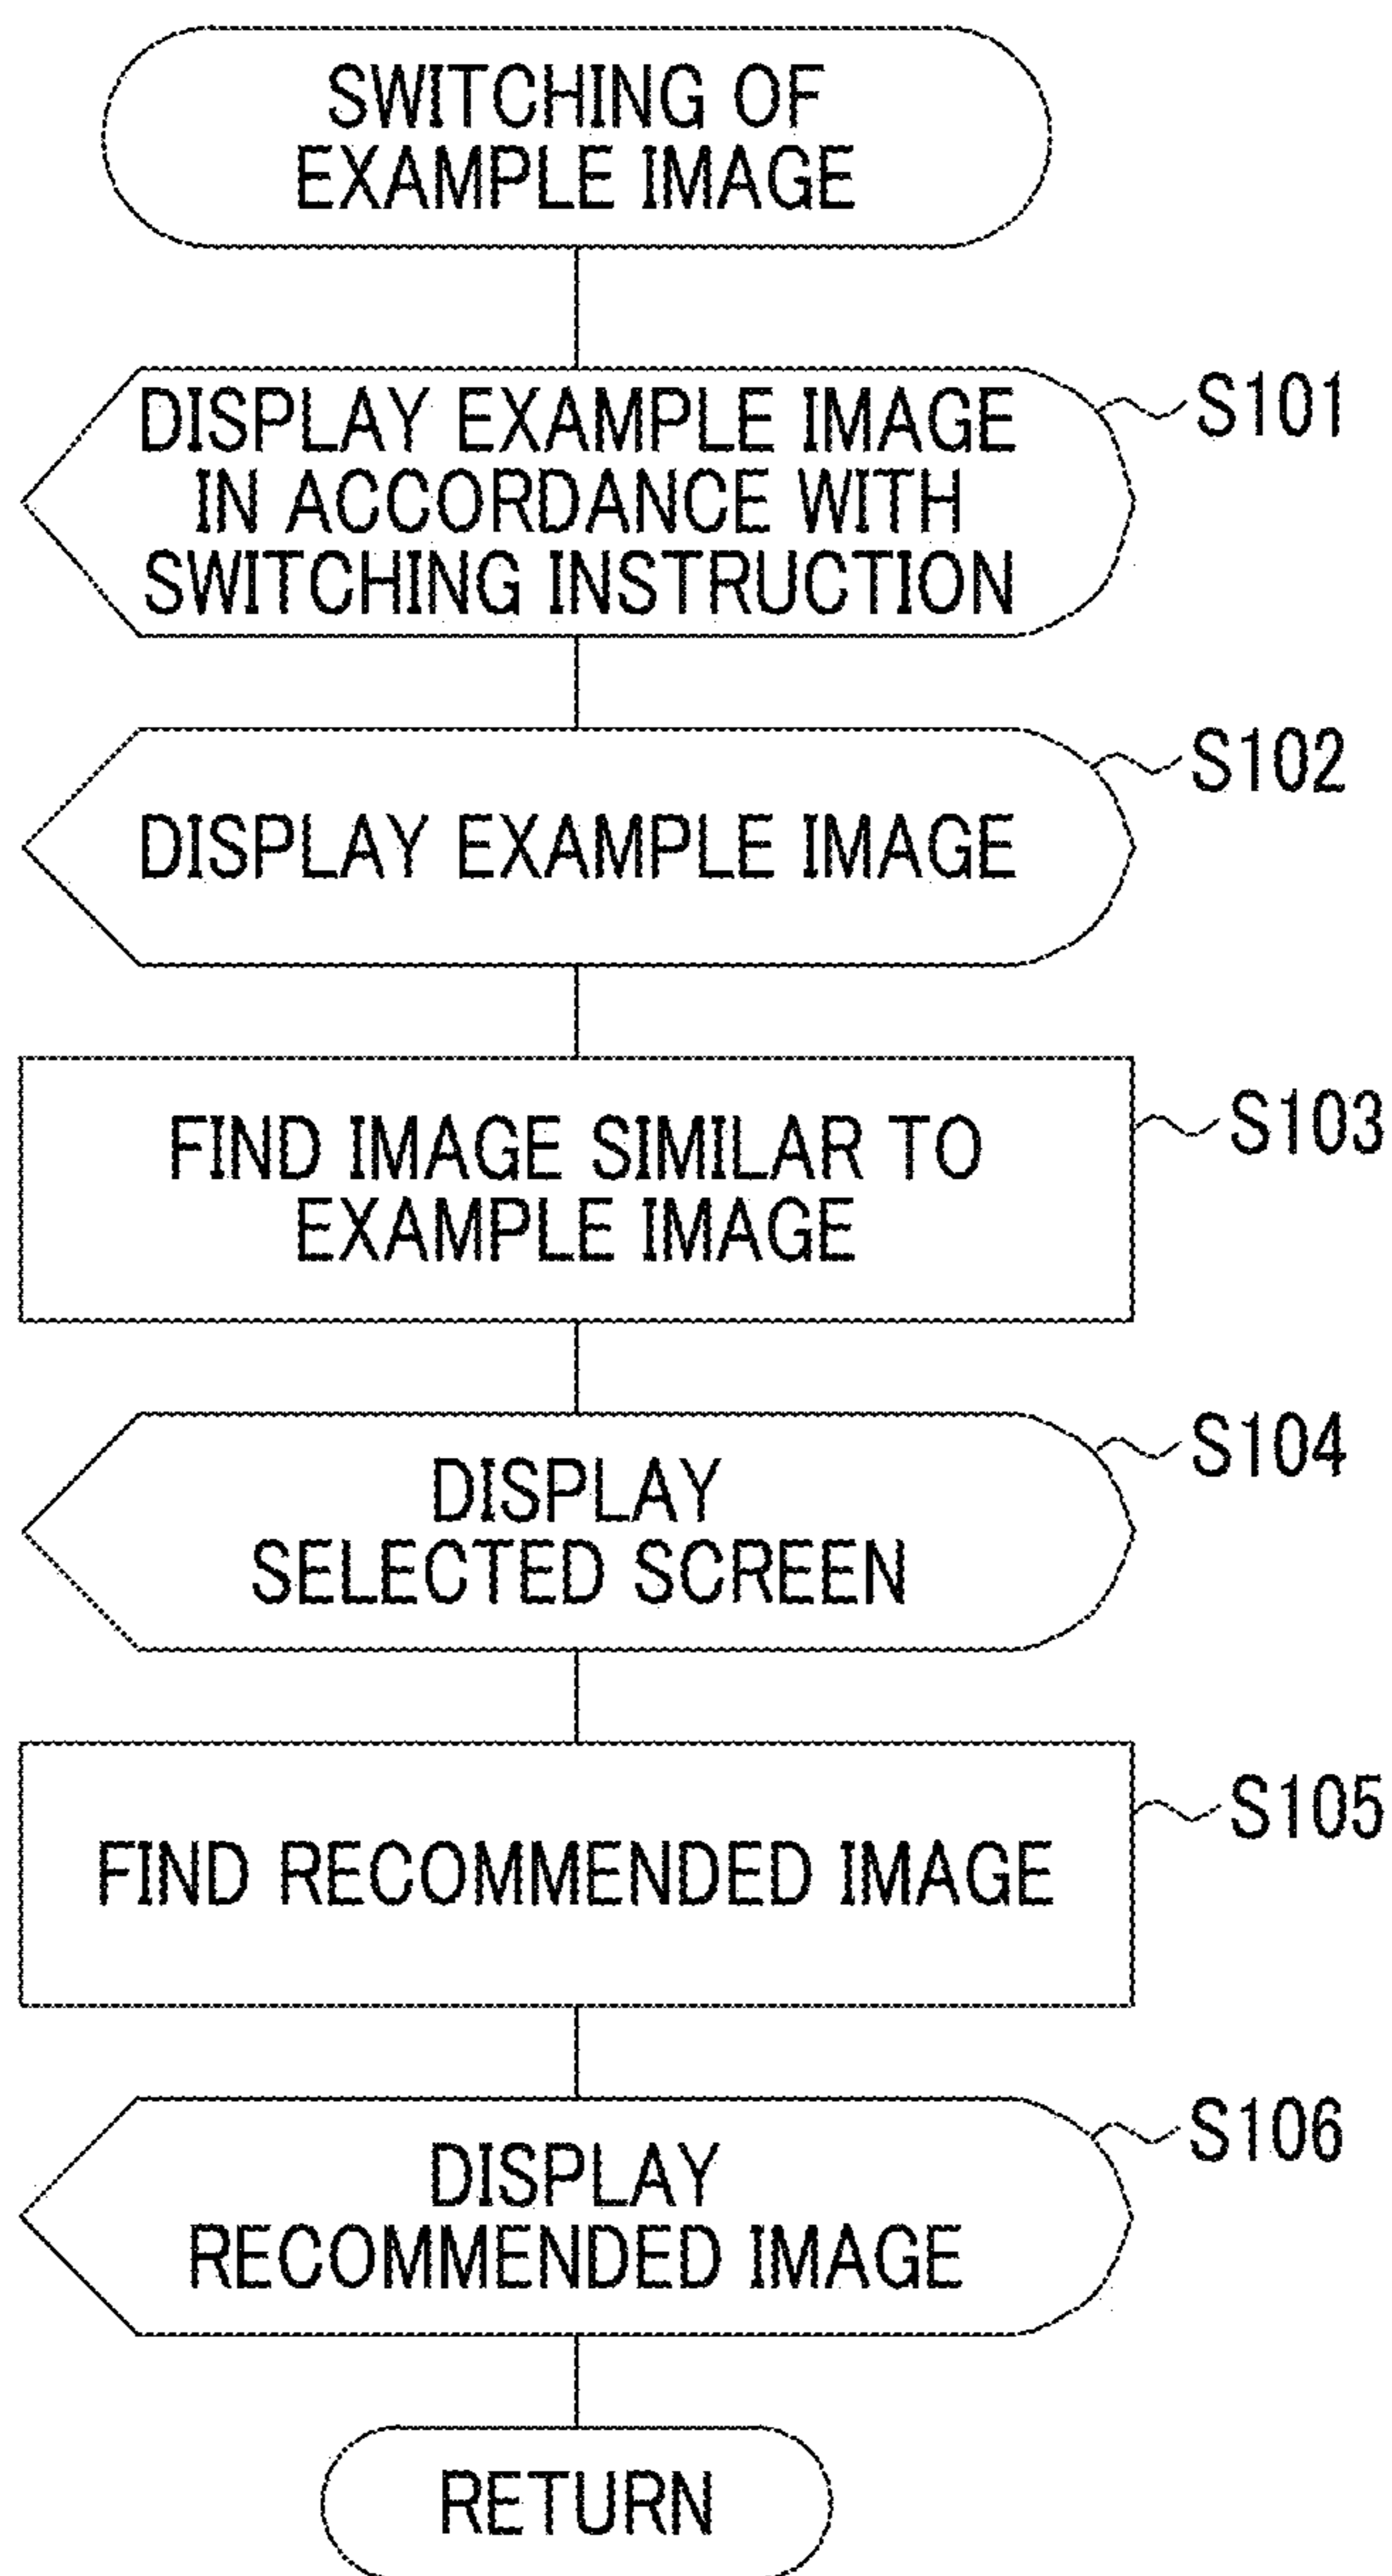 SWITCHING OF
EXAMPLE IMAGE
DISPLAY EXAMPLE IMAGE
IN ACCORDANCE WITH
SWITCHING INSTRUCTION
S101
DISPLAY EXAMPLE IMAGE
S102
FIND IMAGE SIMILAR TO
EXAMPLE IMAGE
S103
DISPLAY
SELECTED SCREEN
S104
FIND RECOMMENDED IMAGE
S105
DISPLAY
RECOMMENDED IMAGE
S106
RETURN